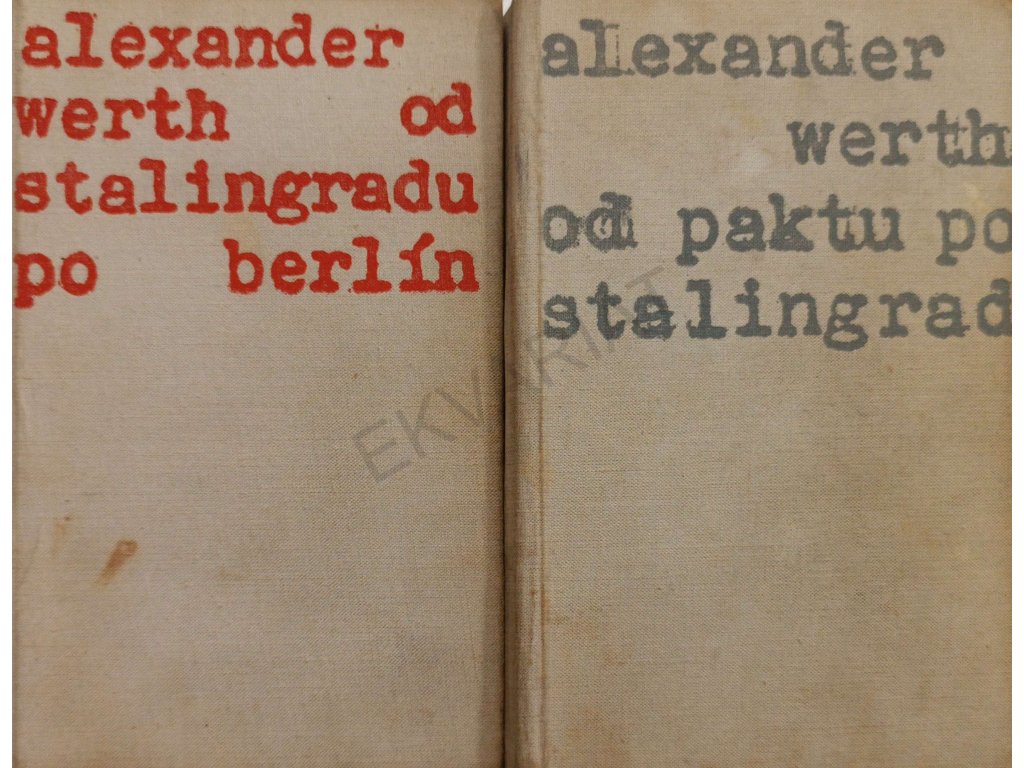 alexander
werth od
stalingradu
po berlín
alexander
werth
od paktu po
stalingrad